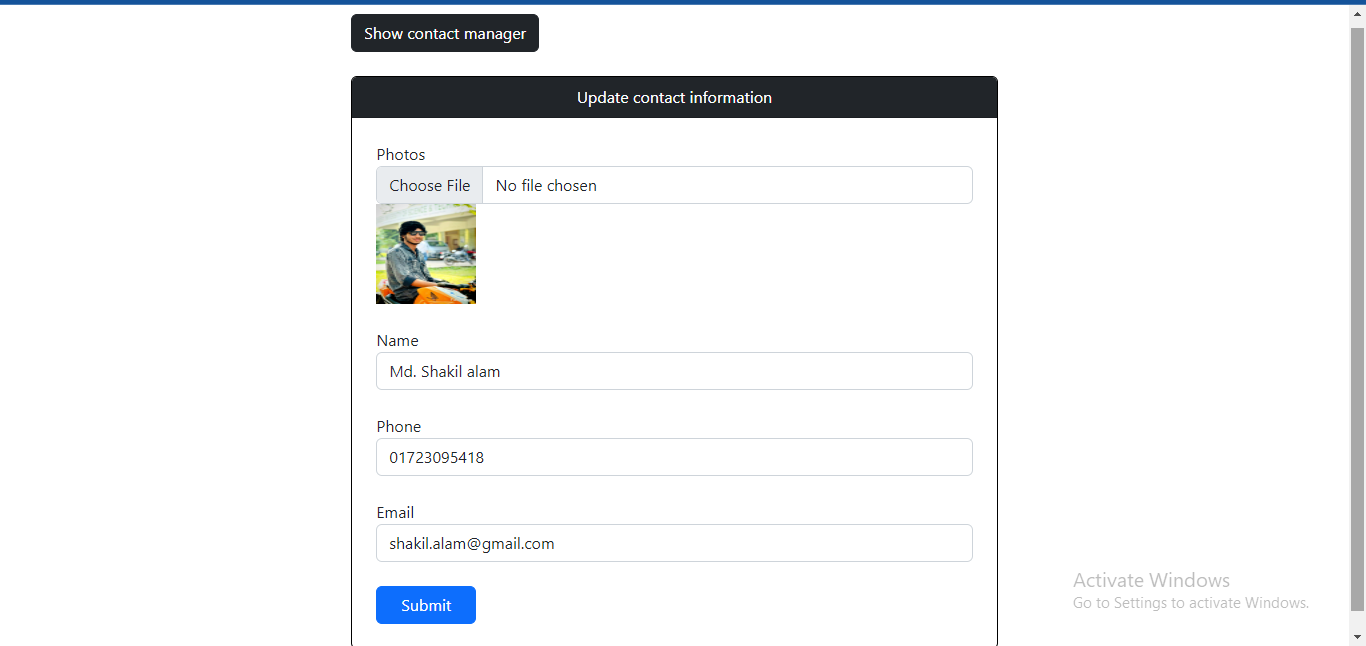 Show contact manager
Update contact information
Photos
Choose File No file chosen
Name
Md. Shakil alam
Phone
01723095418
Email
shakil.alam@gmail.com
Submit
Activate Windows
Go to Settings to activate Windows.